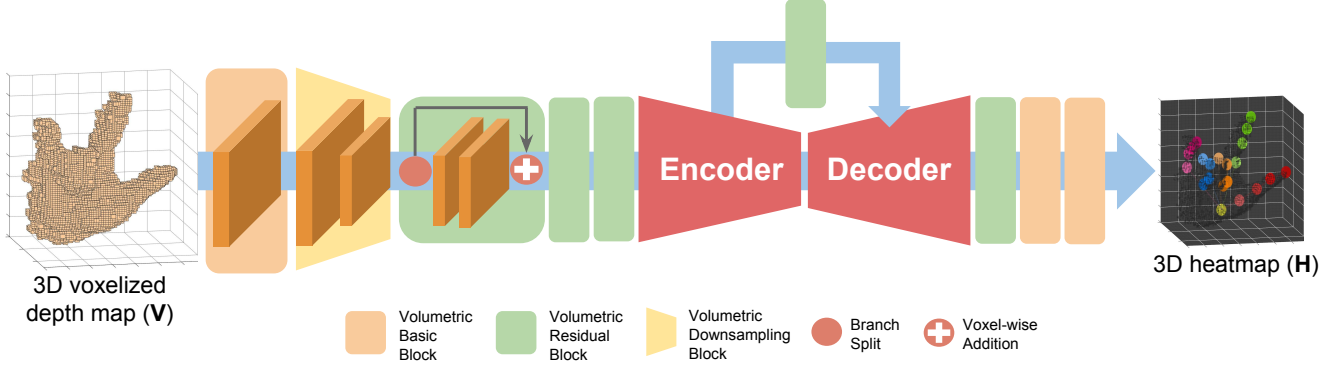 Encoder
Decoder
3D voxelized
depth map (V)
3D heatmap (H)
Volumetric
Basic
Block
Volumetric
Residual
Block
Volumetric
Downsampling
Block
Branch
Split
Voxel-wise
Addition